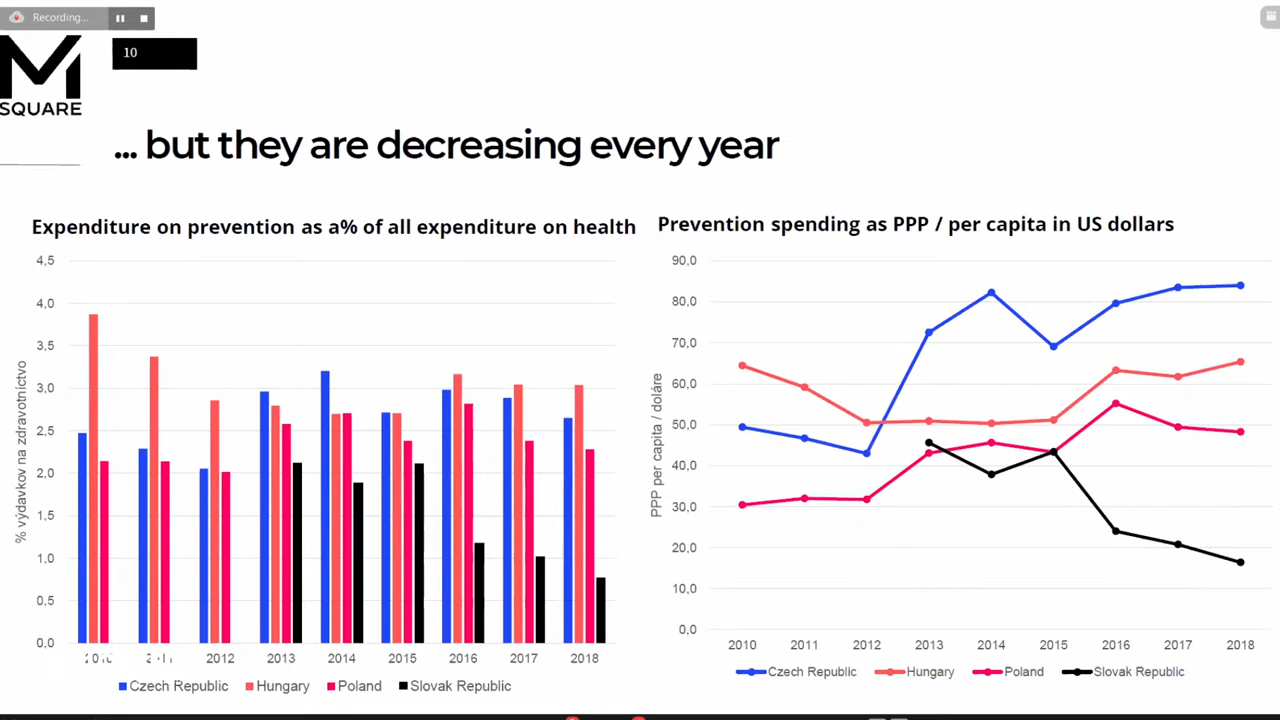 Recording...
10
M
SQUARE
... but they are decreasing every year
Expenditure on prevention as a% of all expenditure on health
4,5
4,0
3,5
3,0
2,5
2,0
1,5
1,0
0,5
0,0
% výdavkov na zdravotníctvo
2012 2013 2014 2015 2016 2017 2018
Czech Republic Hungary Poland Slovak Republic
Prevention spending as PPP / per capita in US dollars
90,0
80,0
70,0
60,0
50,0
40,0
30,0
20,0
10,0
0,0
PPP per capita / doláre
2010 2011 2012 2013 2014 2015 2016 2017 2018
Czech Republic Hungary Poland Slovak Republic